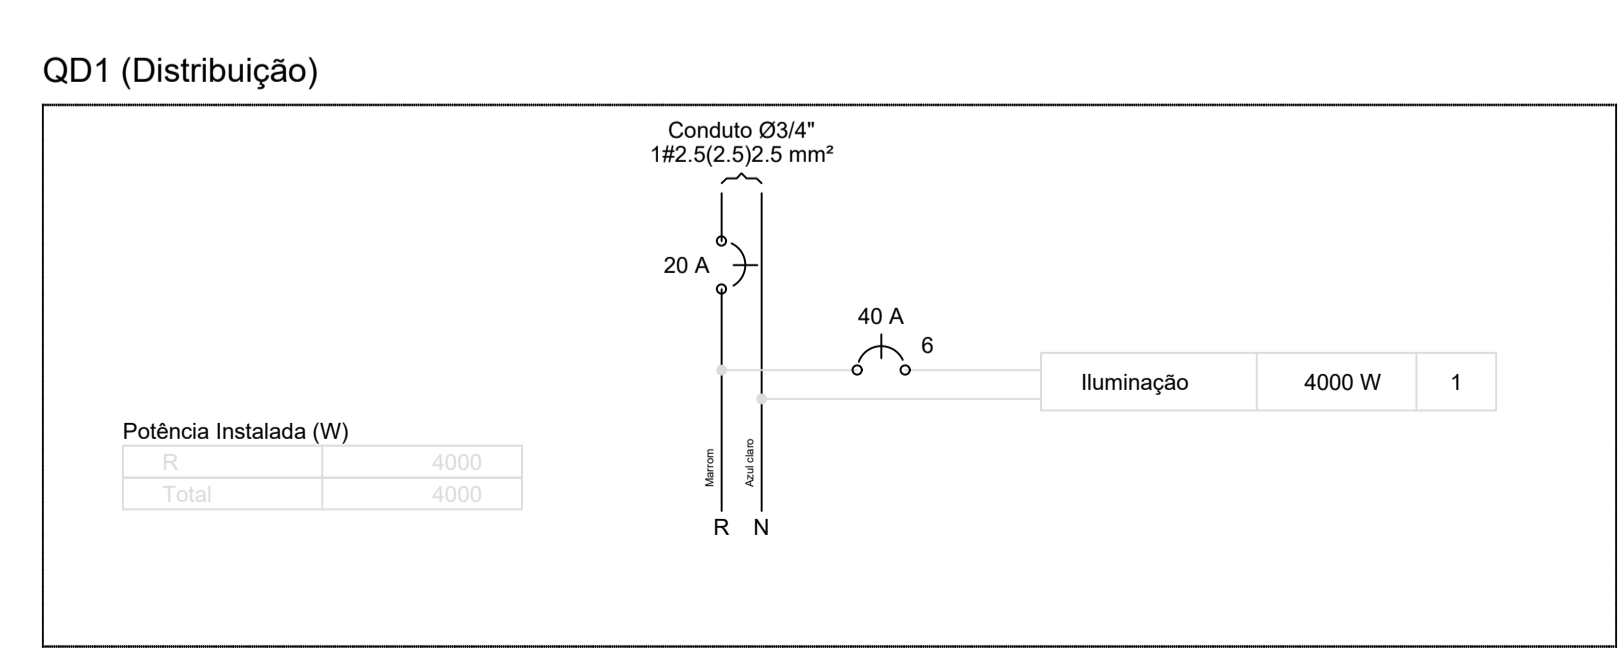 QD1 (Distribuição)
Conduto Ø3/4"
1#2.5(2.5)2.5 mm²
20 A
40 A
6
Iluminação 4000 W 1
Potência Instalada (W)
R 4000
Total 4000
Marrom
Azul claro
R N